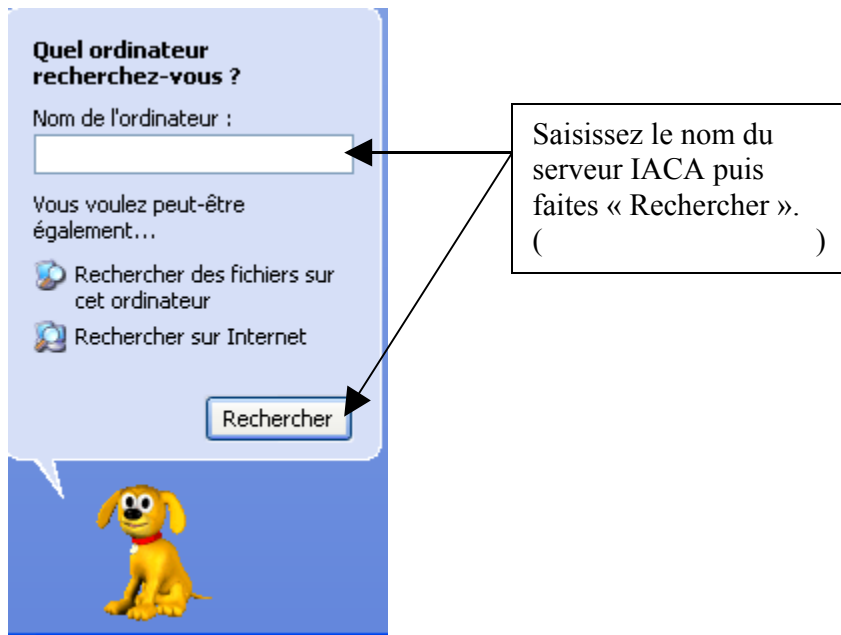 Quel ordinateur
recherchez-vous ?
Nom de l'ordinateur :
Vous voulez peut-être
également...
Rechercher des fichiers sur
cet ordinateur
Rechercher sur Internet
Rechercher
Saisissez le nom du
serveur IACA puis
faites « Rechercher ».
( )